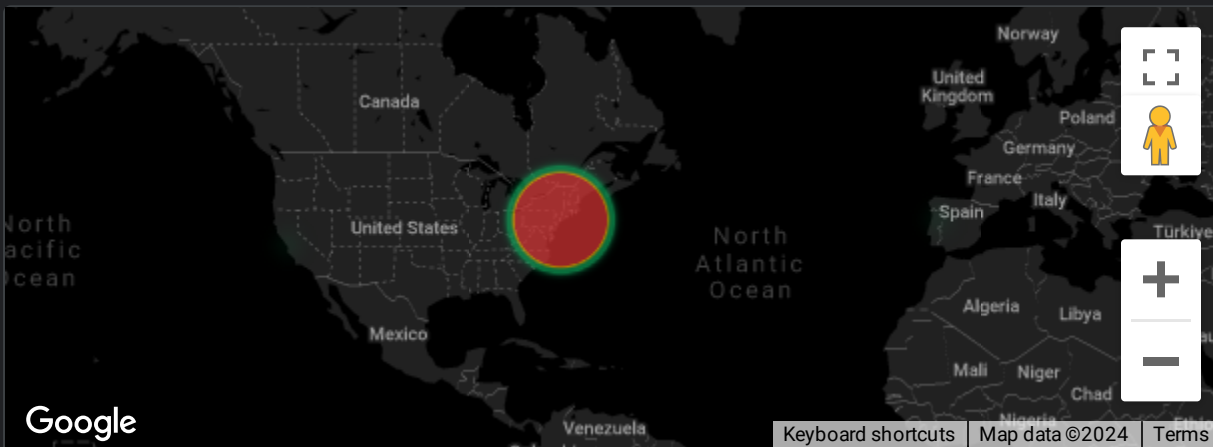 Norway
United
Kingdom
Canada
Poland
Germany
France
Italy
Spain
North
acific
cean
United States
North
Atlantic
Ocean
Türkiye
Algeria
Libya
Mexico
Mali
Niger
Chad
Nigeria
Google
Venezuela
Keyboard shortcuts
Map data ©2024
Terms